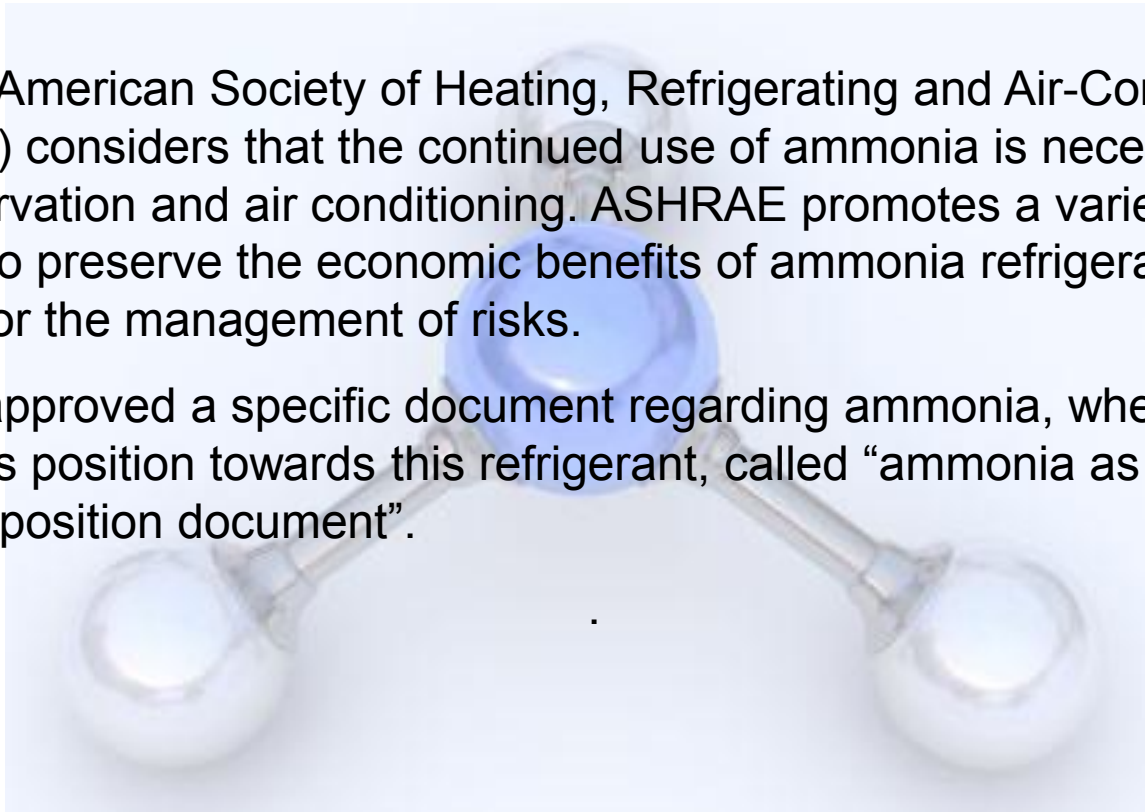 American Society of Heating, Refrigerating and Air-Con
) considers that the continued use of ammonia is nece
rvation and air conditioning. ASHRAE promotes a varie
o preserve the economic benefits of ammonia refrigera
or the management of risks.
approved a specific document regarding ammonia, whe
s position towards this refrigerant, called “ammonia as
position document”.
.